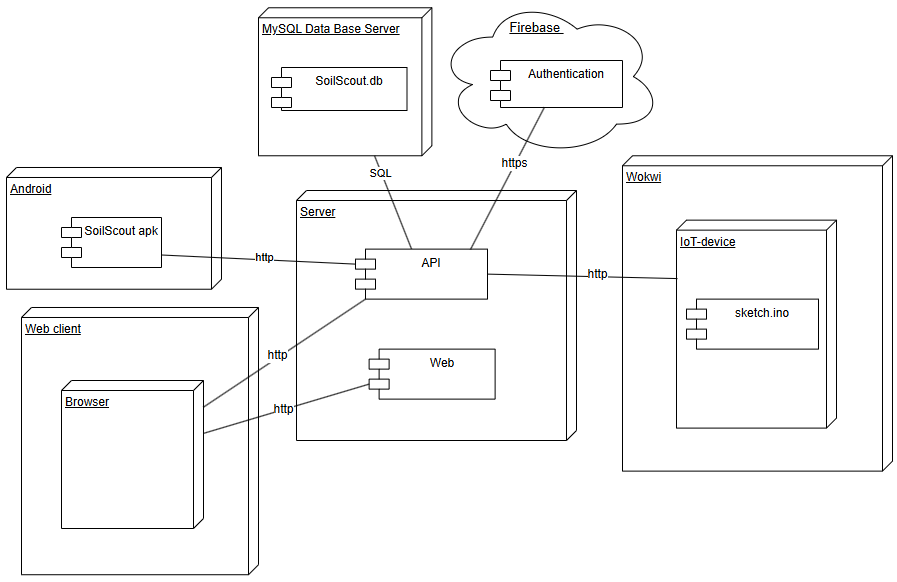 MySQL Data Base Server
SoilScout.db
Firebase
Authentication
SQL
https
Android
SoilScout apk
http
Server
API
http
Wokwi
IoT-device
sketch.ino
Web client
Browser
http
Web
http